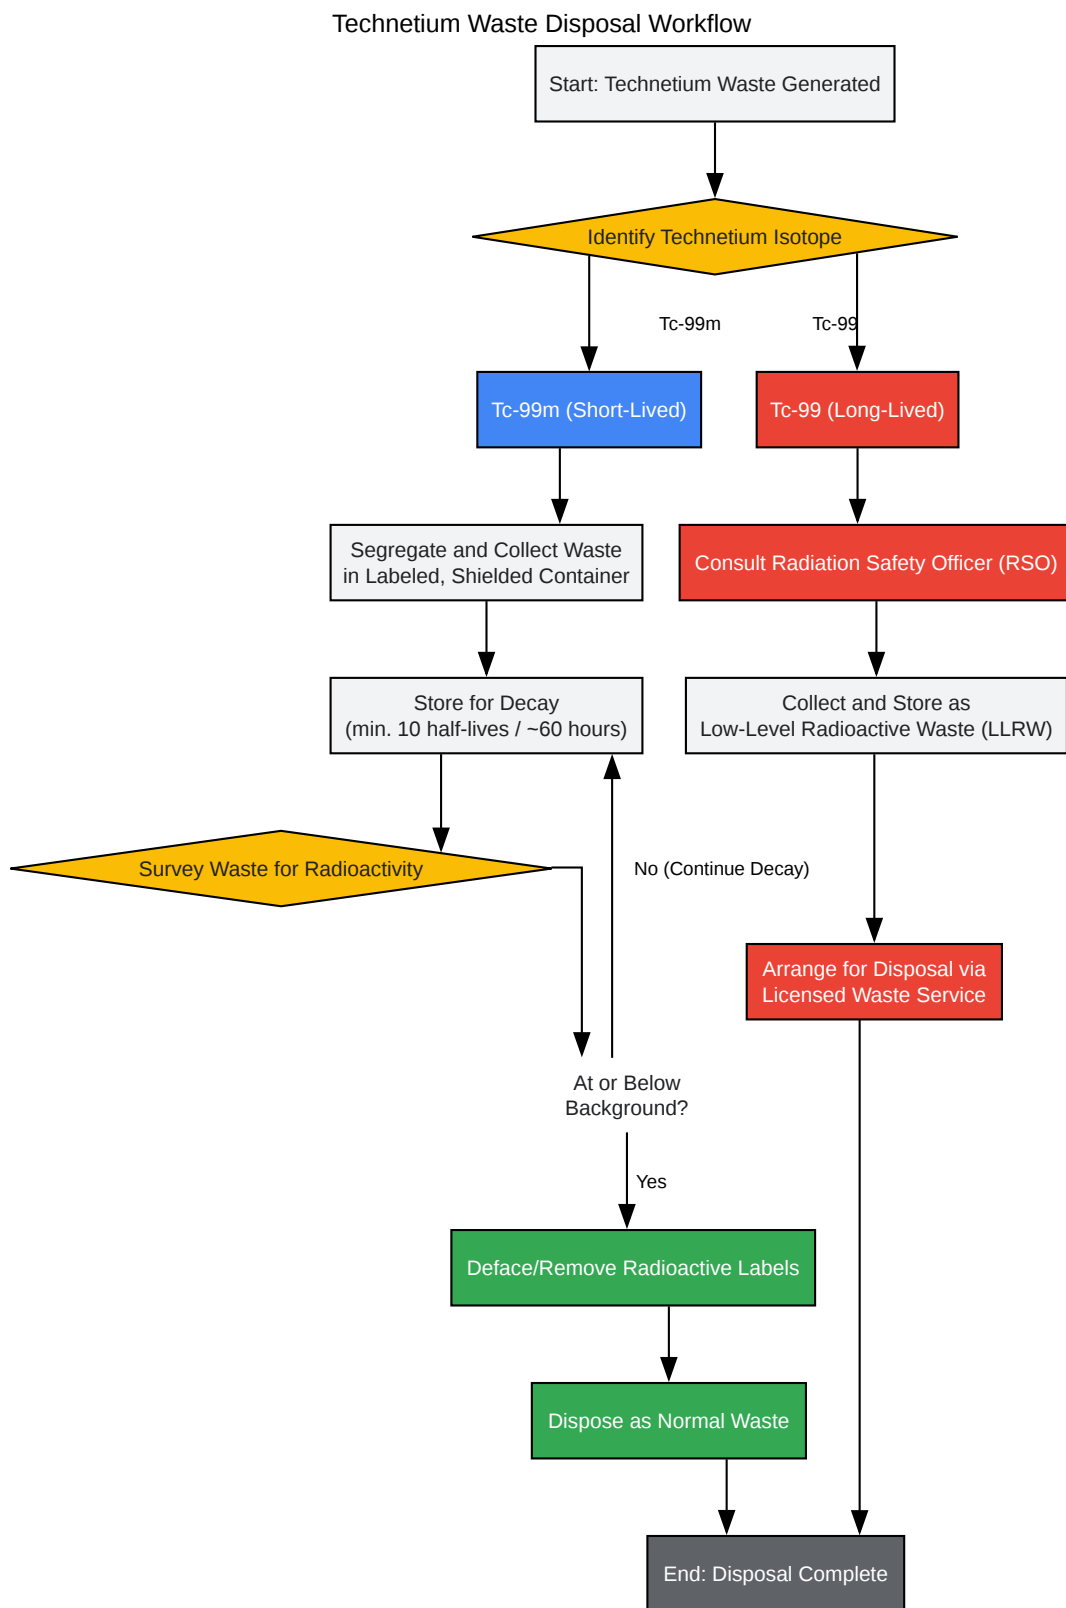 Technetium Waste Disposal Workflow
Start: Technetium Waste Generated
Identify Technetium Isotope
Tc-99m
Tc-99
Tc-99m (Short-Lived)
Tc-99 (Long-Lived)
Segregate and Collect Waste
in Labeled, Shielded Container
Consult Radiation Safety Officer (RSO)
Store for Decay
(min. 10 half-lives / ~60 hours)
Collect and Store as
Low-Level Radioactive Waste (LLRW)
Survey Waste for Radioactivity
No (Continue Decay)
Arrange for Disposal via
Licensed Waste Service
At or Below
Background?
Yes
Deface/Remove Radioactive Labels
Dispose as Normal Waste
End: Disposal Complete